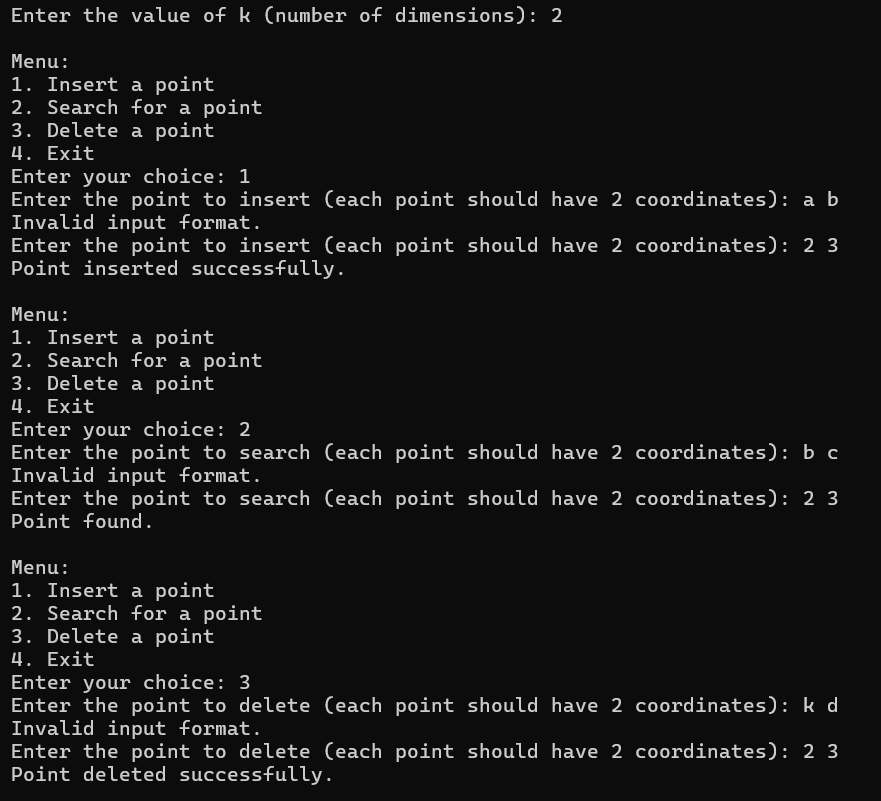 Enter the value of k (number of dimensions): 2
Menu:
1. Insert a point
2. Search for a point
3. Delete a point
4. Exit
Enter your choice: 1
Enter the point to insert (each point should have 2 coordinates): a b
Invalid input format.
Enter the point to insert (each point should have 2 coordinates): 2 3
Point inserted successfully.
Menu:
1. Insert a point
2. Search for a point
3. Delete a point
4. Exit
Enter your choice: 2
Enter the point to search (each point should have 2 coordinates): b c
Invalid input format.
Enter the point to search (each point should have 2 coordinates): 2 3
Point found.
Menu:
1. Insert a point
2. Search for a point
3. Delete a point
4. Exit
Enter your choice: 3
Enter the point to delete (each point should have 2 coordinates): k d
Invalid input format.
Enter the point to delete (each point should have 2 coordinates): 2 3
Point deleted successfully.